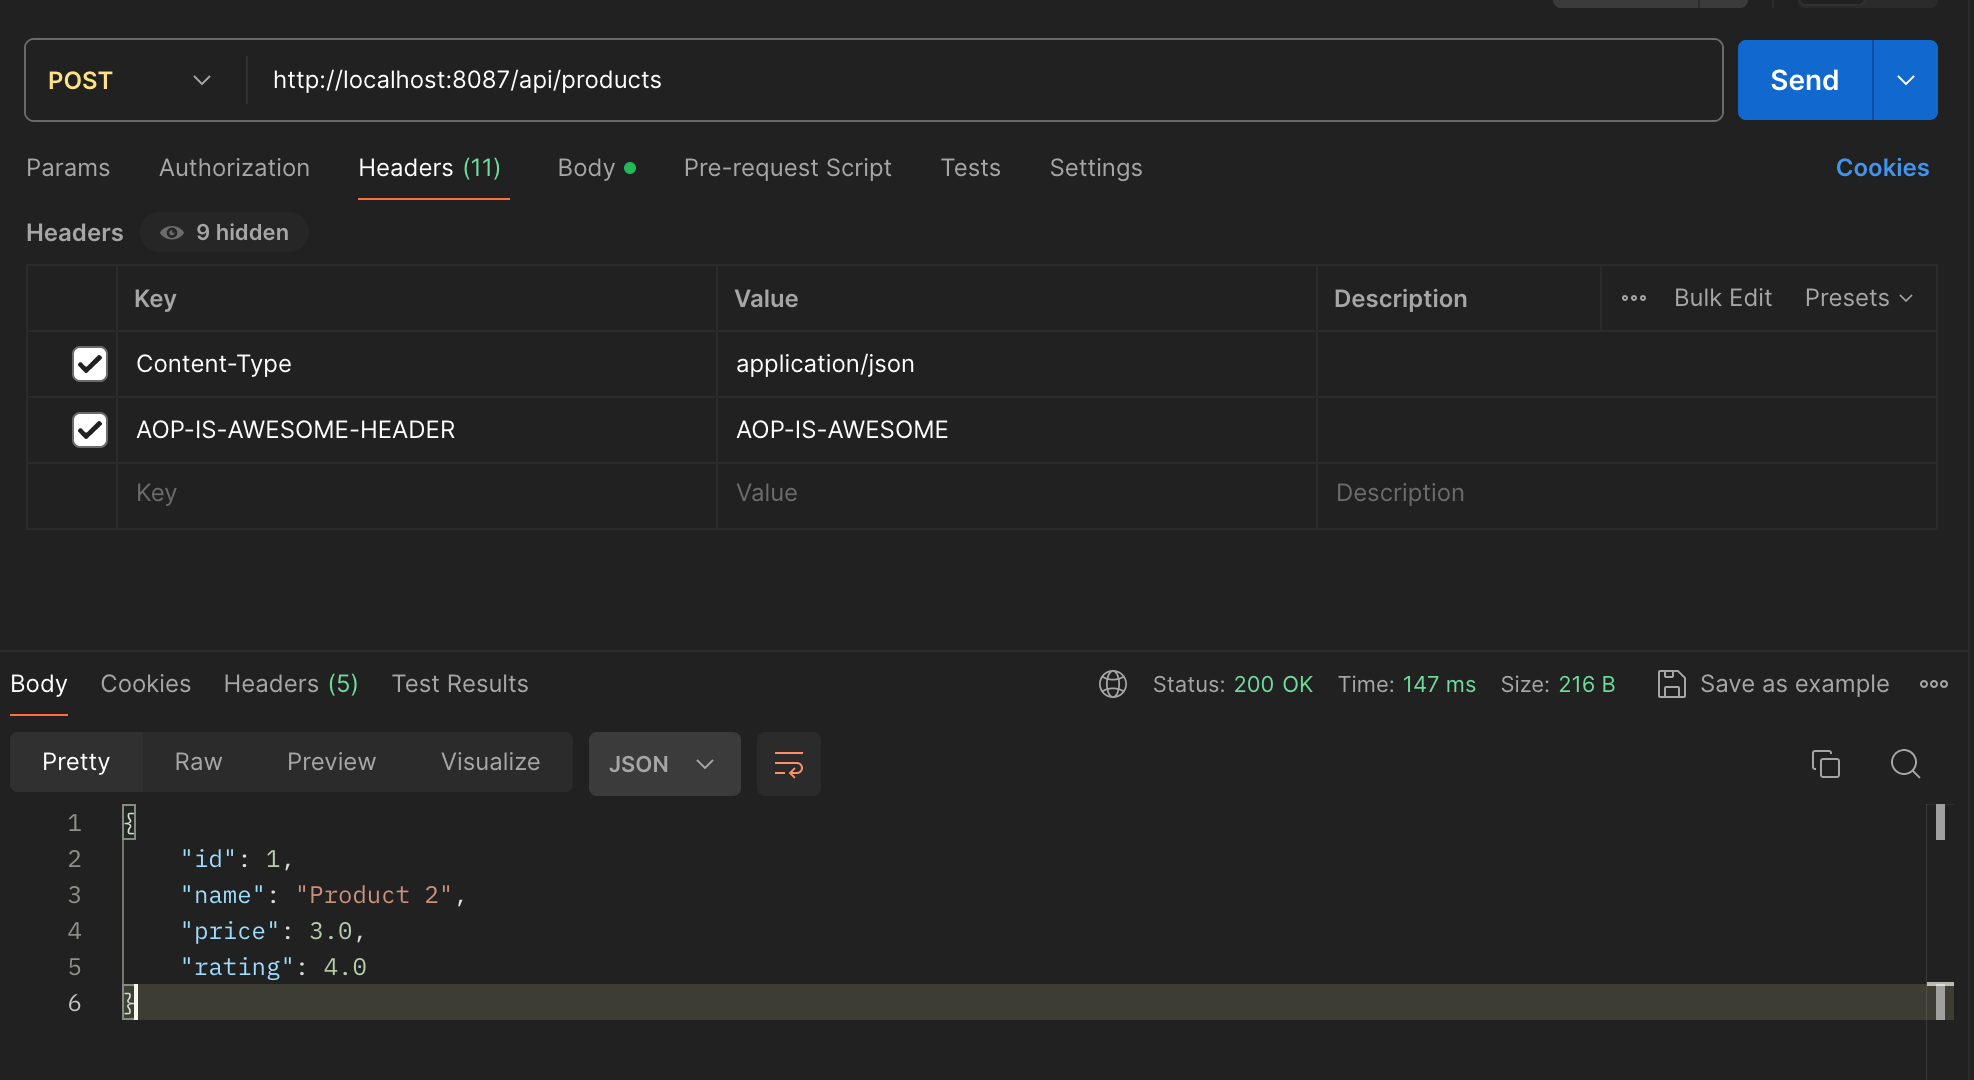 POST http://localhost:8087/api/products Send
Params Authorization Headers (11) Body Pre-request Script Tests Settings Cookies
Headers 9 hidden
Key Value Description Bulk Edit Presets
Content-Type application/json
AOP-IS-AWESOME-HEADER AOP-IS-AWESOME
Key Value Description
Body Cookies Headers (5) Test Results Status: 200 OK Time: 147 ms Size: 216 B Save as example
Pretty Raw Preview Visualize JSON
1 {
2 "id": 1,
3 "name": "Product 2",
4 "price": 3.0,
5 "rating": 4.0
6 }